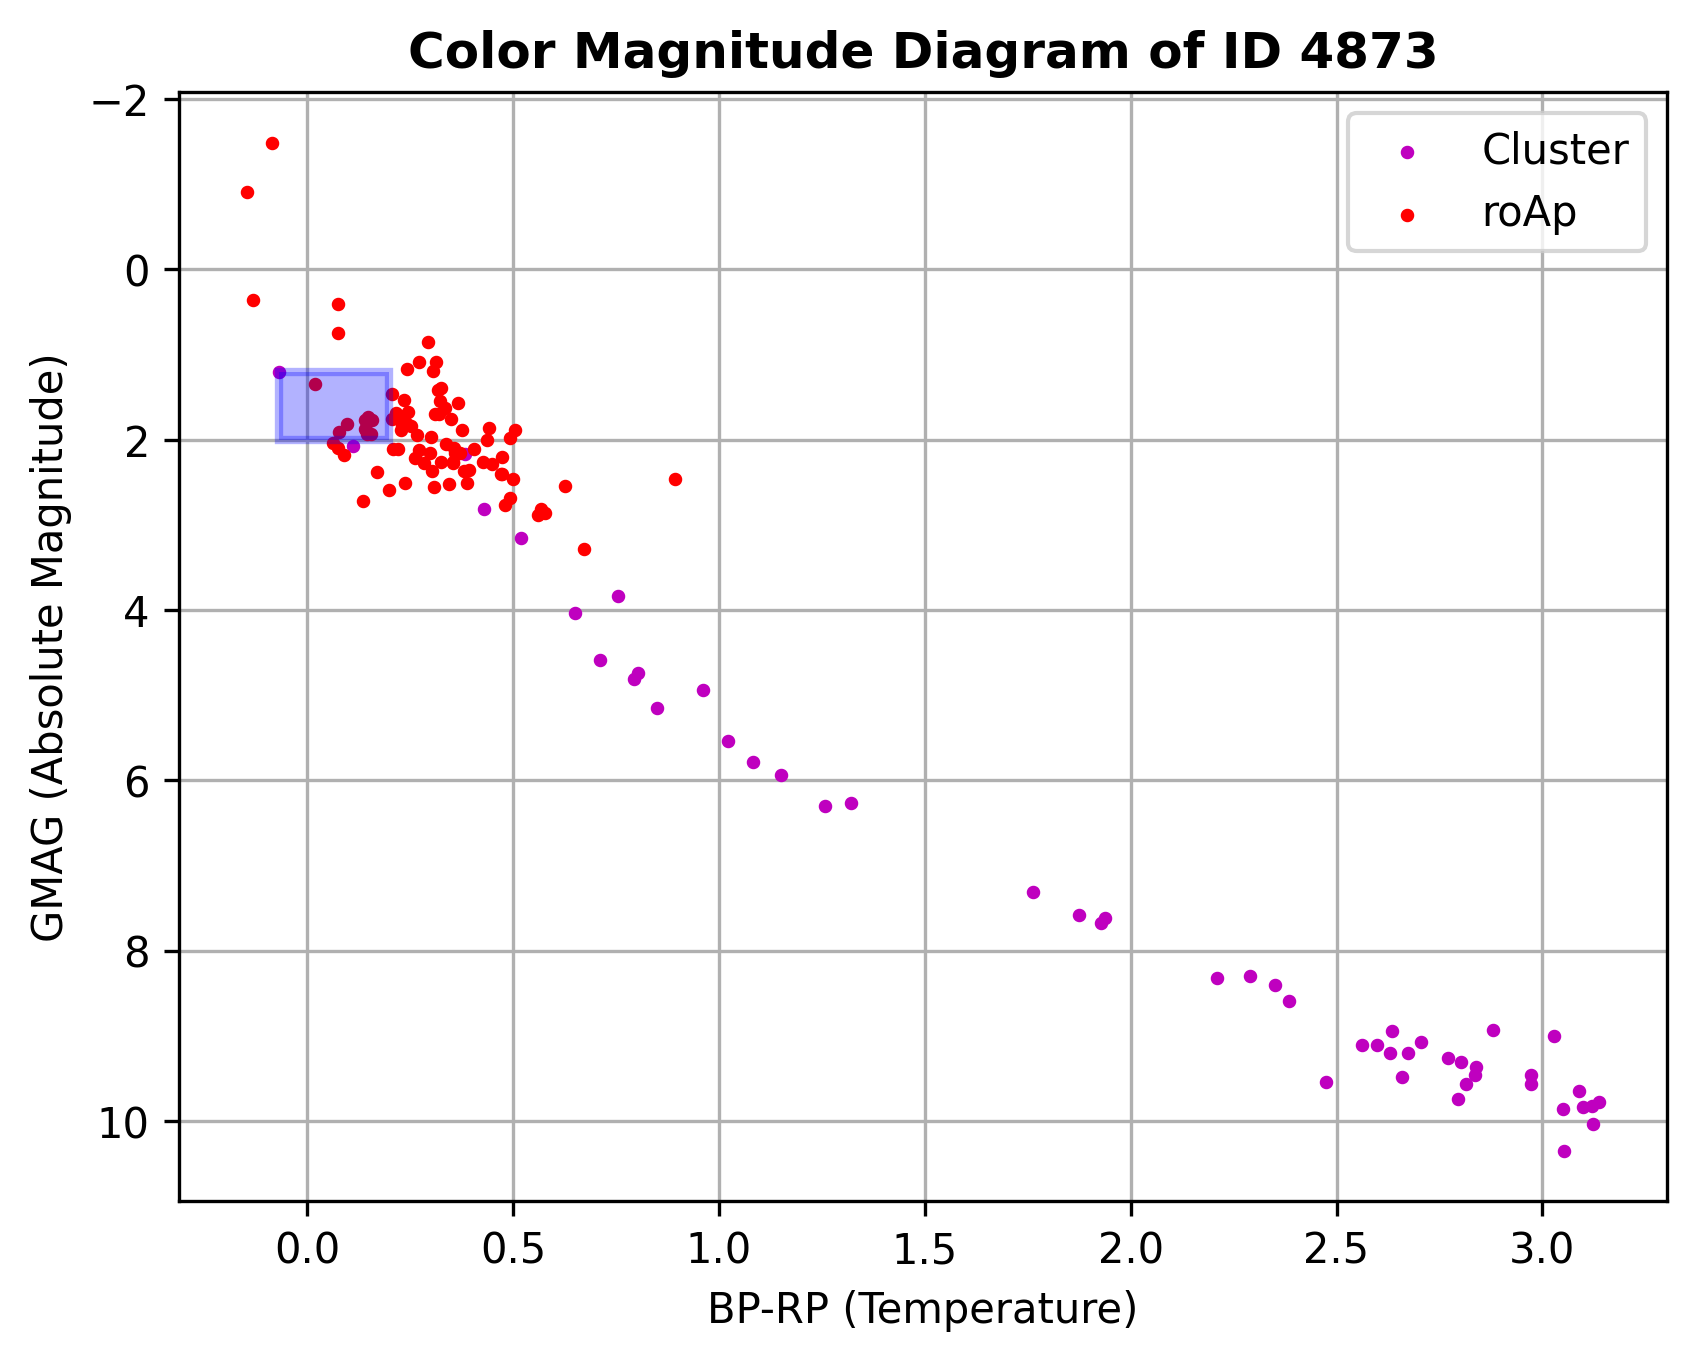 Color Magnitude Diagram of ID 4873
Cluster
roAp
GMAG (Absolute Magnitude)
−2
0
2
4
6
8
10
0.0 0.5 1.0 1.5 2.0 2.5 3.0
BP-RP (Temperature)